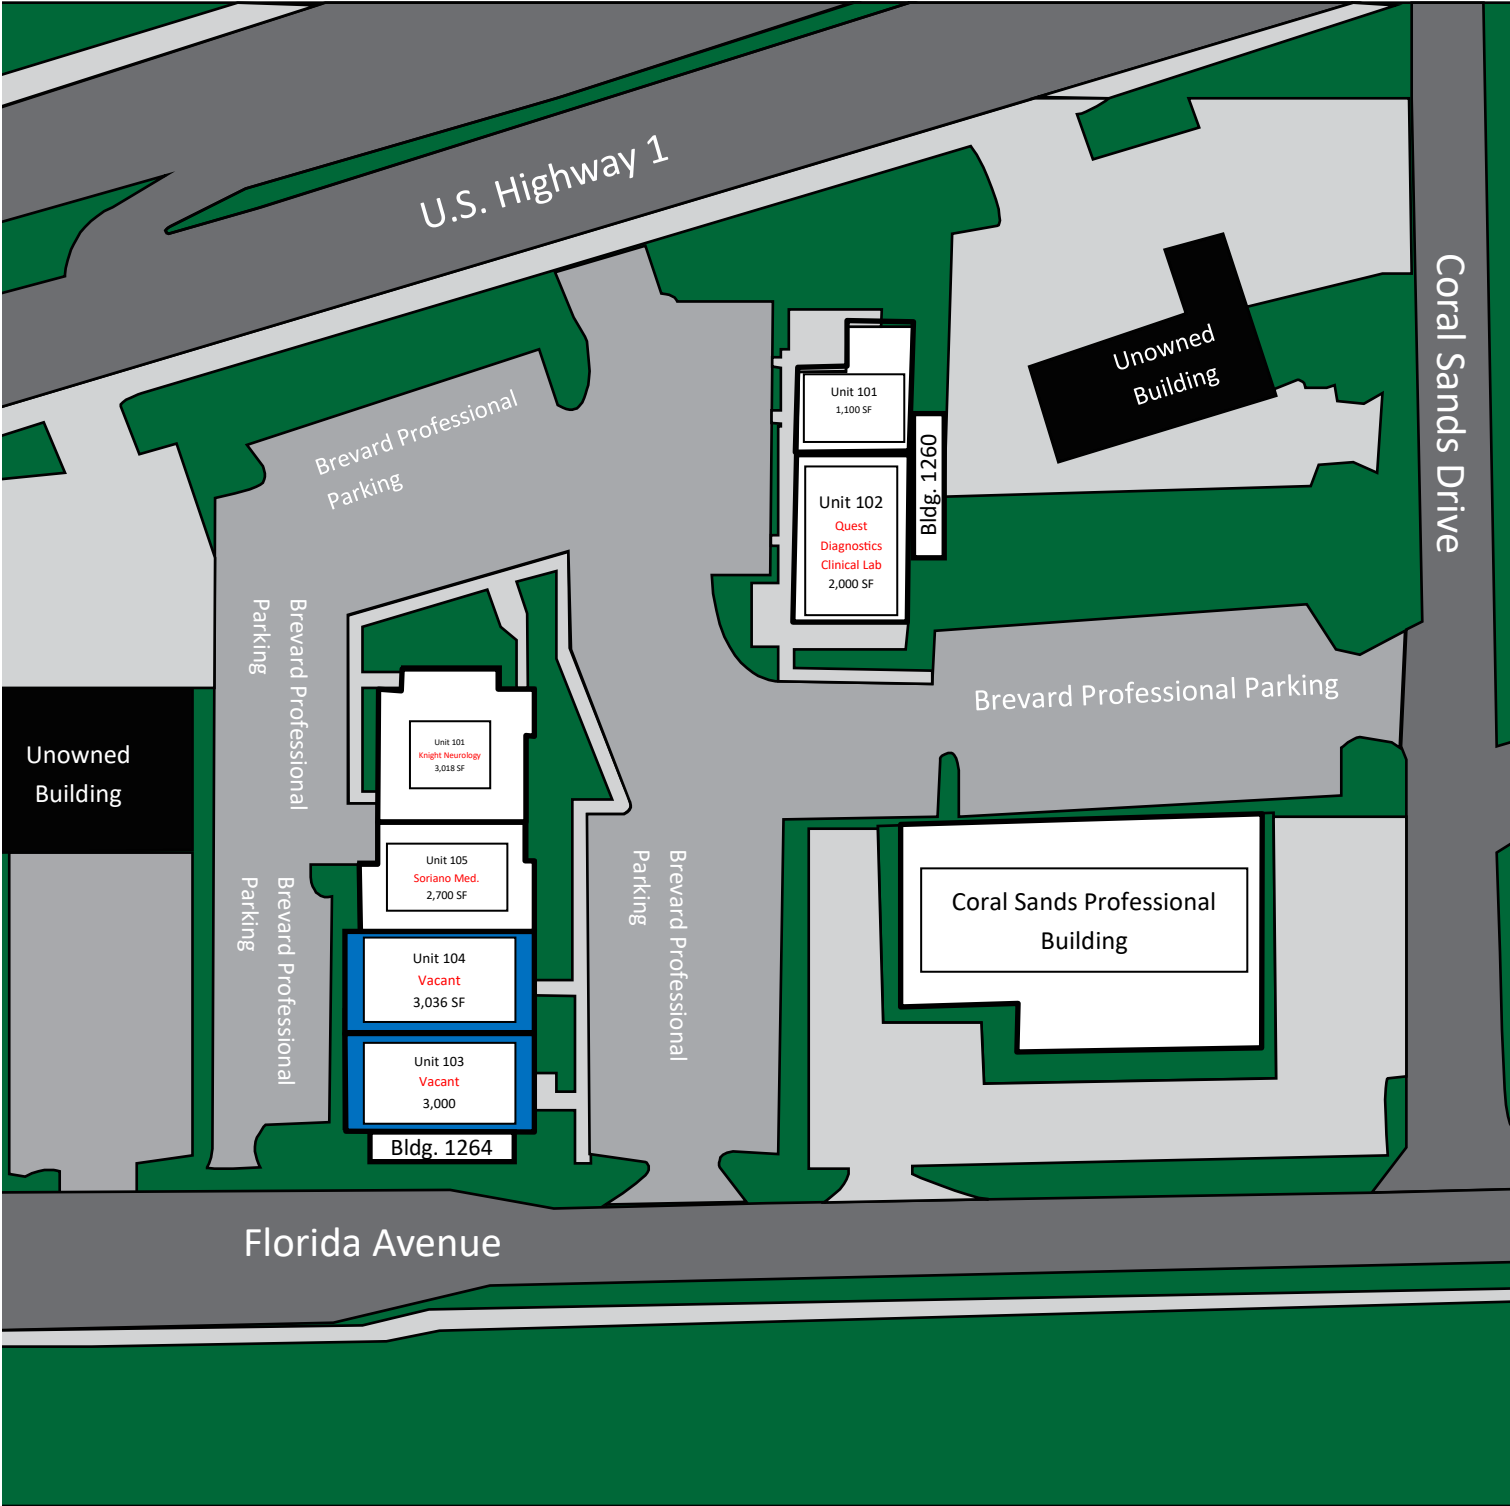 U.S. Highway 1
Coral Sands Drive
Unowned
Building
Brevard Professional
Parking
Unit 101
1,100 SF
Bldg. 1260
Unit 102
Quest
Diagnostics
Clinical Lab
2,000 SF
Brevard Professional
Parking
Brevard Professional Parking
Unowned
Building
Unit 101
Knight Neurology
3,018 SF
Unit 105
Soriano Med.
2,700 SF
Brevard Professional
Parking
Brevard Professional
Parking
Coral Sands Professional
Building
Unit 104
Vacant
3,036 SF
Unit 103
Vacant
3,000
Bldg. 1264
Florida Avenue